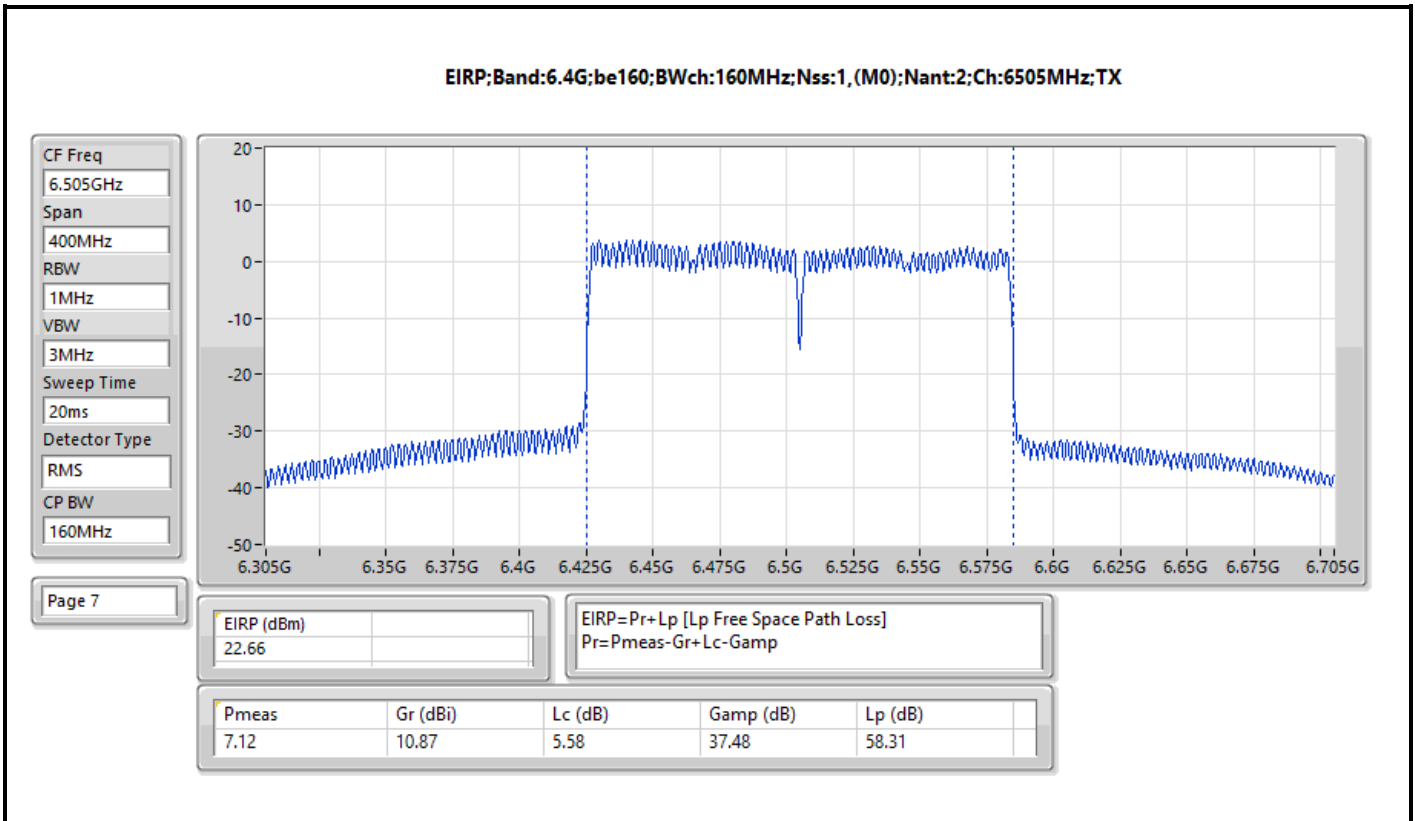 EIRP;Band:6.4G;be160;BWch:160MHz;Nss:1,(M0);Nant:2;Ch:6505MHz;TX
CF Freq
6.505GHz
Span
400MHz
RBW
1MHz
VBW
3MHz
Sweep Time
20ms
Detector Type
RMS
CP BW
160MHz
Page 7
20
10
0
-10
-20
-30
-40
-50
6.305G 6.35G 6.375G 6.4G 6.425G 6.45G 6.475G 6.5G 6.525G 6.55G 6.575G 6.6G 6.625G 6.65G 6.675G 6.705G
EIRP (dBm)
22.66
EIRP=Pr+Lp [Lp Free Space Path Loss]
Pr=Pmeas-Gr+Lc-Gamp
Pmeas Gr (dBi) Lc (dB) Gamp (dB) Lp (dB)
7.12 10.87 5.58 37.48 58.31